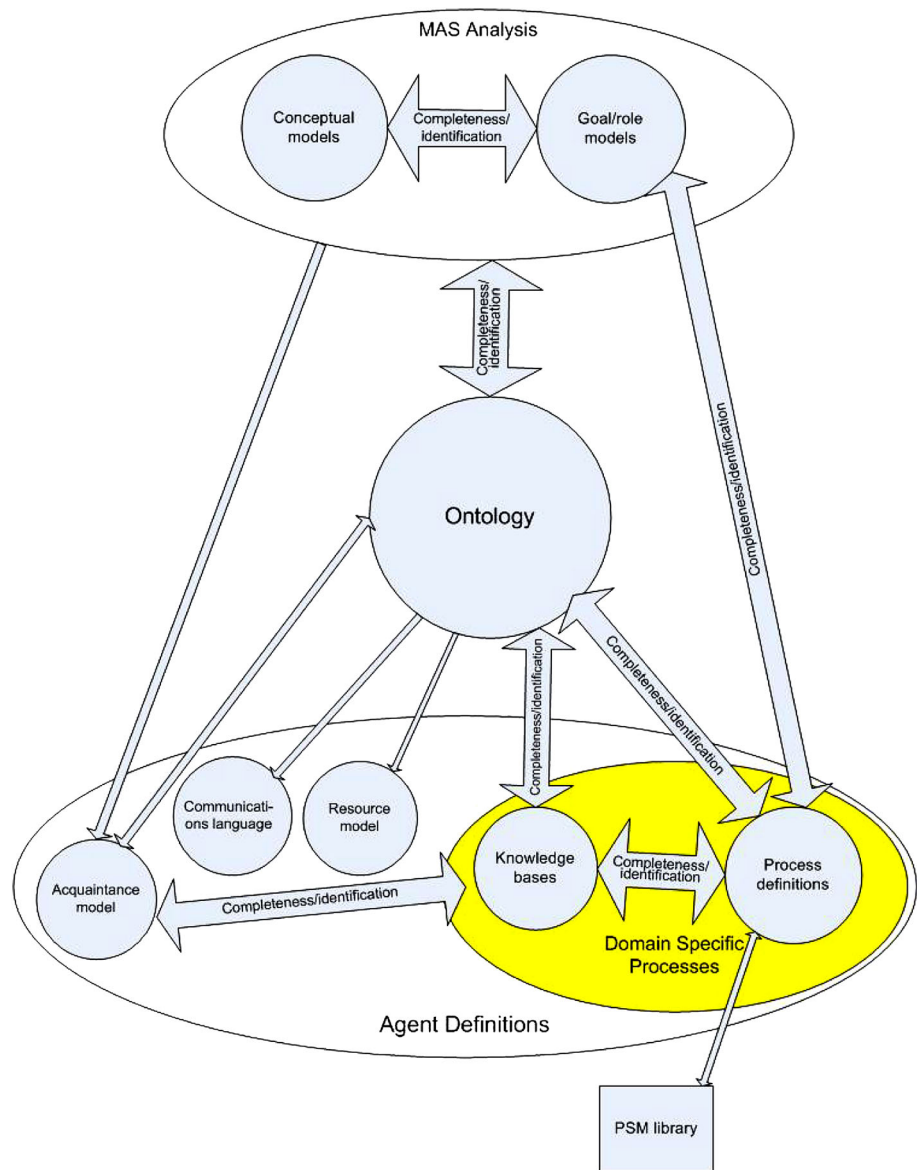 MAS Analysis
Conceptual
models
Completeness/
identification
Goal/role
models
Completeness/
identification
Completeness/identification
Ontology
Completeness/identification
Completeness/identification
Communicati-
ons language
Resource
model
Acquaintance
model
Completeness/identification
Knowledge
bases
Completeness/
identification
Process
definitions
Domain Specific
Processes
Agent Definitions
PSM library